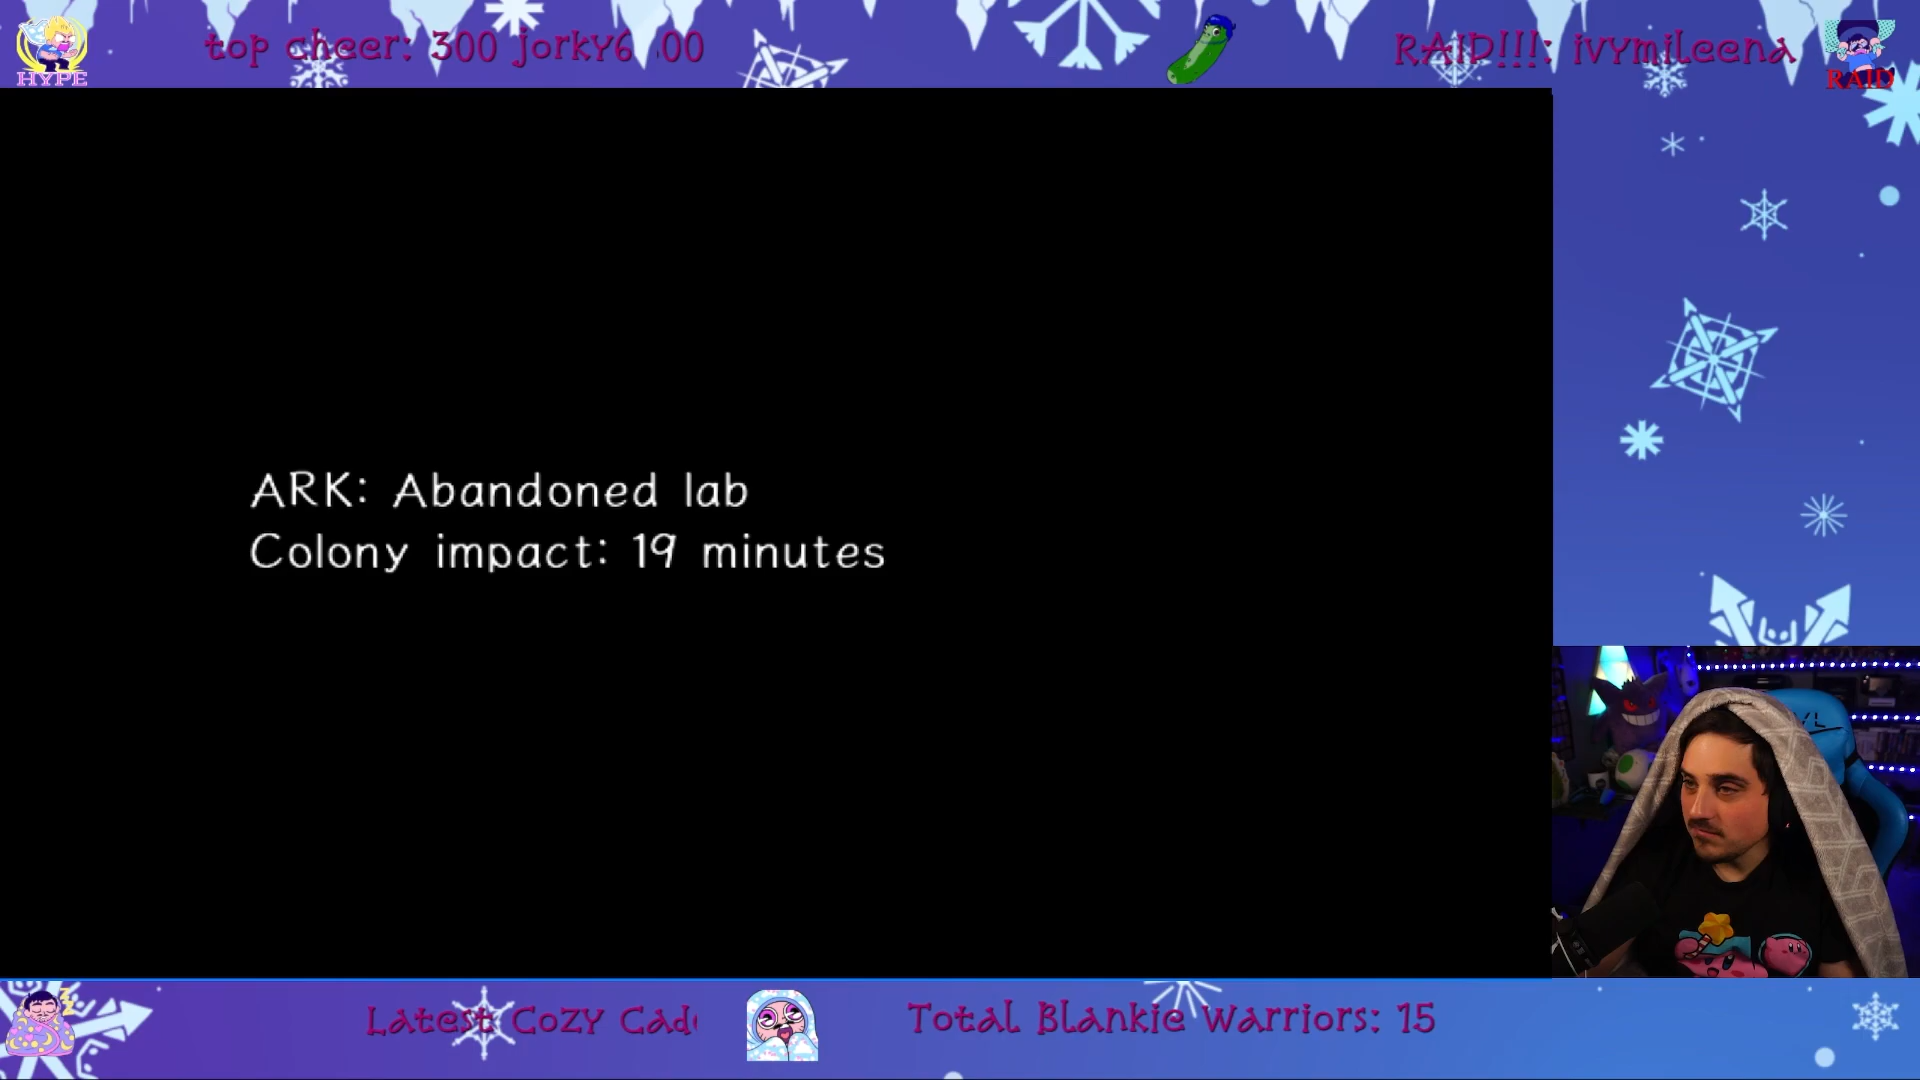 HYPE
top cheer: 300 jorky6 00
RAID!!!: ivymileena
RAID
ARK: Abandoned lab
Colony impact: 19 minutes
Latest Cozy
Total Blankie Warriors: 15